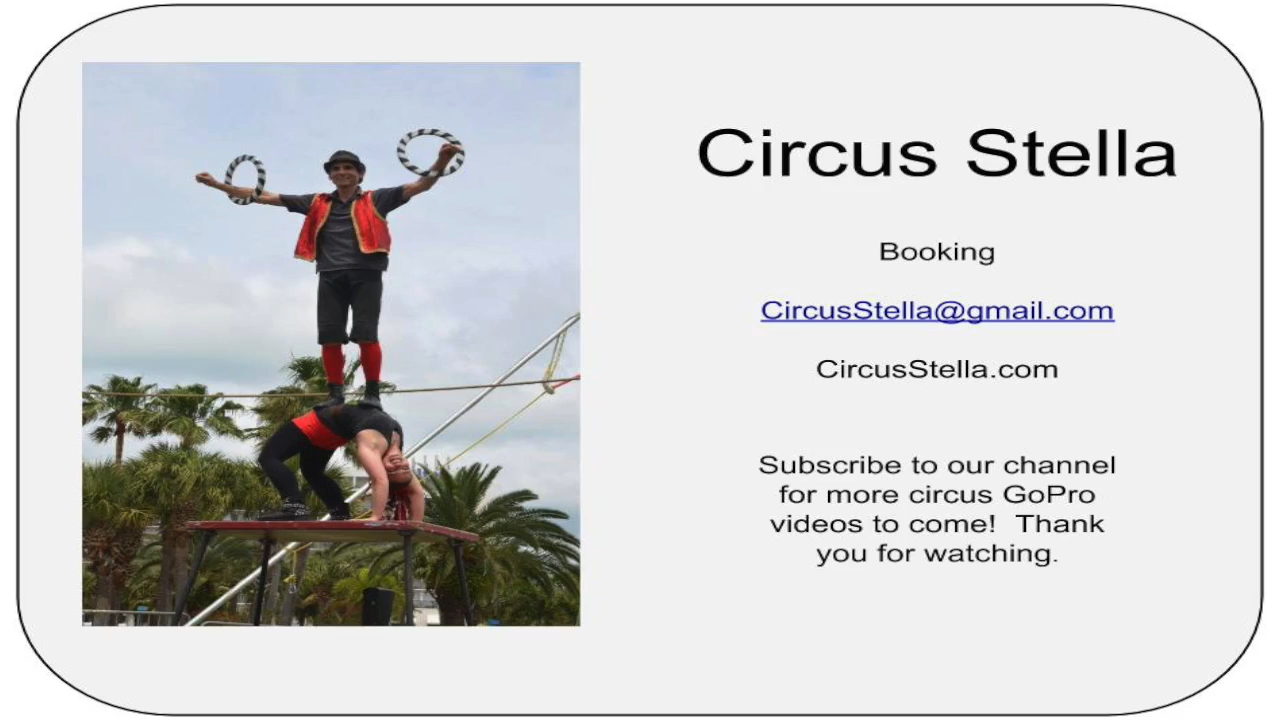 Circus Stella
Booking
CircusStella@gmail.com
CircusStella.com
Subscribe to our channel
for more circus GoPro
videos to come!  Thank
you for watching.